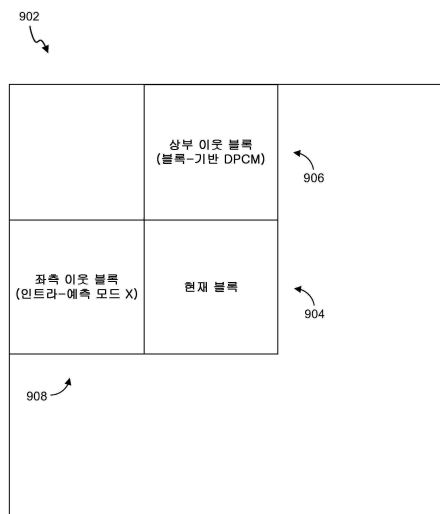 902
상부 이웃 블록
(블록-기반 DPCM)
906
좌측 이웃 블록
(인트라-예측 모드 X)
현재 블록
904
908